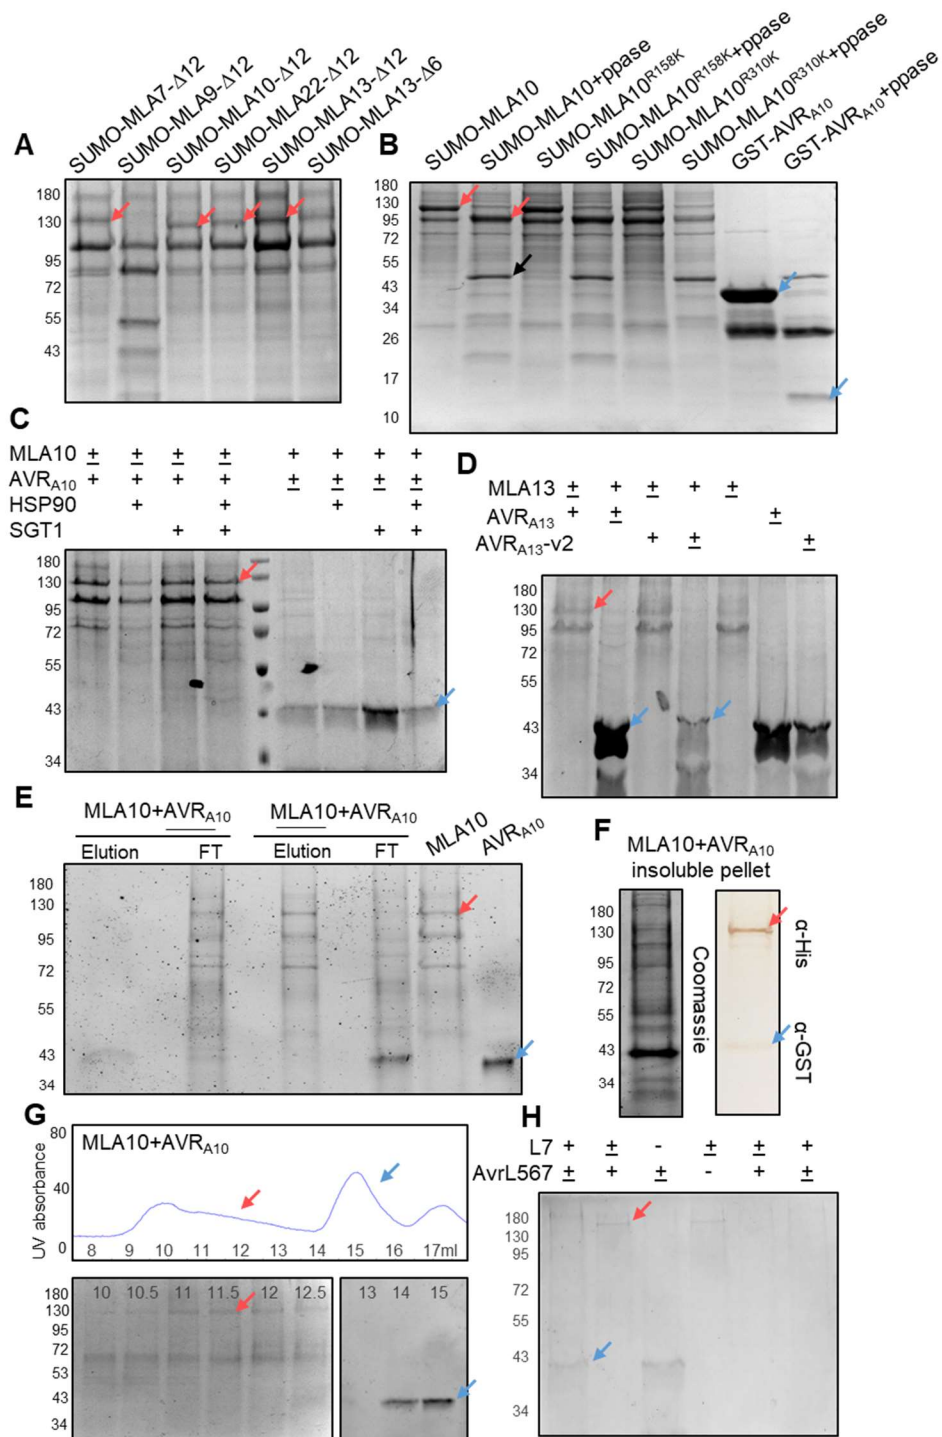 A
SUMO-MLA7-Δ12
SUMO-MLA9-Δ12
SUMO-MLA10-Δ12
SUMO-MLA22-Δ12
SUMO-MLA13-Δ12
SUMO-MLA13-Δ6
180
130
95
72
55
43
B
SUMO-MLA10
SUMO-MLA10+ppase
SUMO-MLA10R158K
SUMO-MLA10R158K+ppase
SUMO-MLA10R310K
SUMO-MLA10R310K+ppase
GST-AVRA10
GST-AVRA10+ppase
180
130
95
72
55
43
34
26
17
10
C
MLA10 + + + + + + + +
AVRA10 + + + + + + + +
HSP90 + + + +
SGT1 + + + +
180
130
95
72
55
43
34
D
MLA13 + + + + +
AVRA13 + + +
AVRA13-v2 + + +
180
130
95
72
55
43
34
E
MLA10+AVRA10 MLA10+AVRA10 MLA10 AVRA10
Elution FT Elution FT
180
130
95
72
55
43
34
F
MLA10+AVRA10
insoluble pellet
180
130
95
72
55
43
34
Coomassie
α-His
α-GST
G
MLA10+AVRA10
UV absorbance
80
40
0
8 9 10 11 12 13 14 15 16 17ml
10 10.5 11 11.5 12 12.5 13 14 15
180
130
95
72
53
43
34
H
L7 + + - + + +
AvrL567 + + + - + +
180
130
95
72
55
43
34